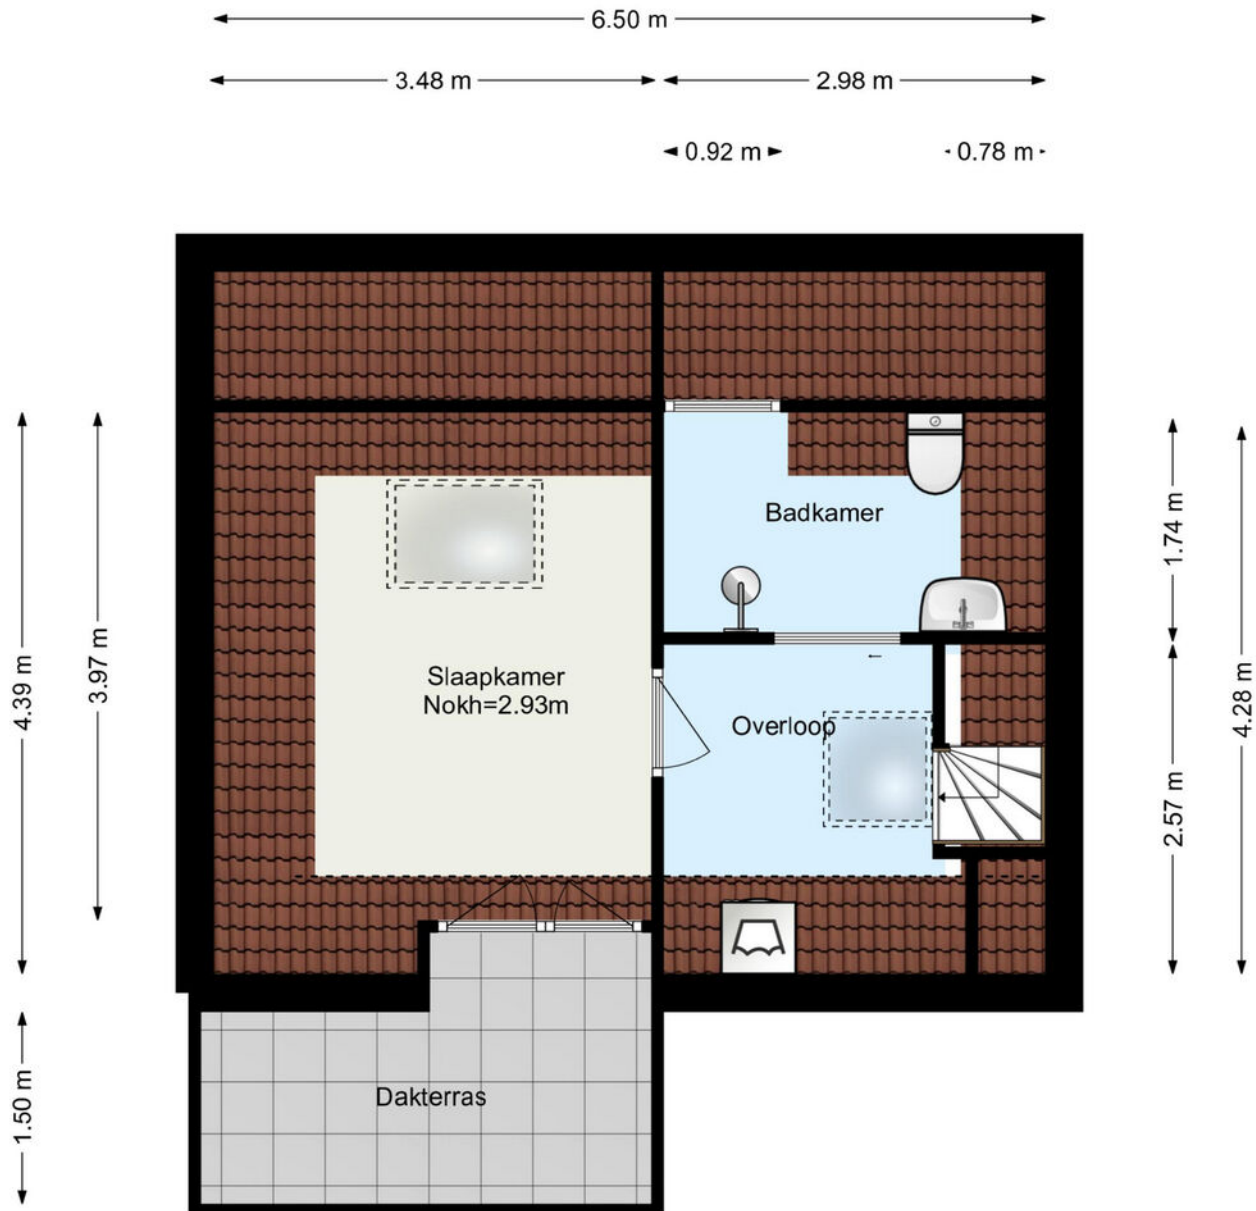 6.50 m
3.48 m
2.98 m
0.92 m
0.78 m
Badkamer
1.74 m
Slaapkamer
Nokh=2.93m
Overloop
4.39 m
3.97 m
4.28 m
2.57 m
Dakterras
1.50 m